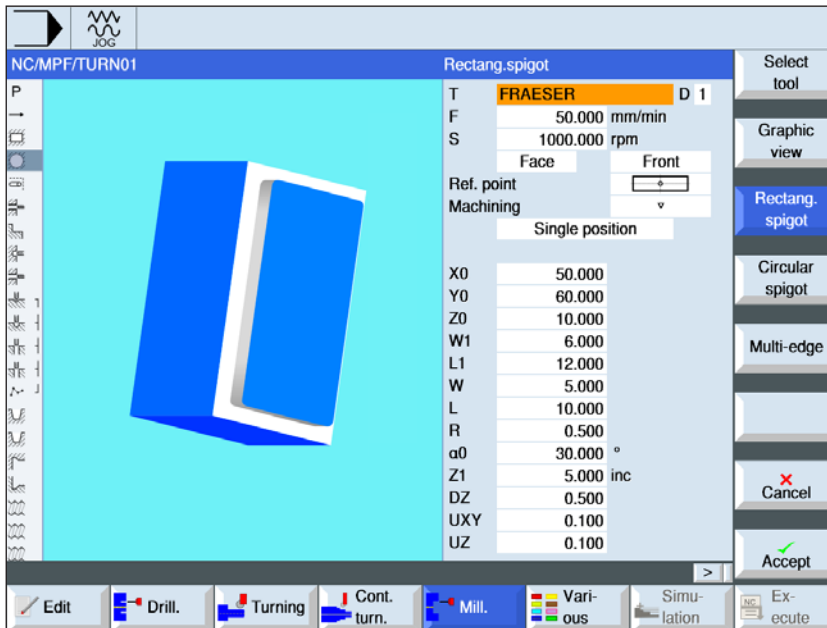 JOG
NC/MPF/TURN01 Rectang.spigot
P
T FRAESER D 1
F 50.000 mm/min
S 1000.000 rpm
Face Front
Ref. point
Machining
Single position
X0 50.000
Y0 60.000
Z0 10.000
W1 6.000
L1 12.000
W 5.000
L 10.000
R 0.500
α0 30.000 °
Z1 5.000 inc
DZ 0.500
UXY 0.100
UZ 0.100
>
Select
tool
Graphic
view
Rectang.
spigot
Circular
spigot
Multi-edge
Cancel
Accept
Edit
Drill.
Turning
Cont.
turn.
Mill.
Vari-
ous
Simu-
lation
NC
Ex-
ecute